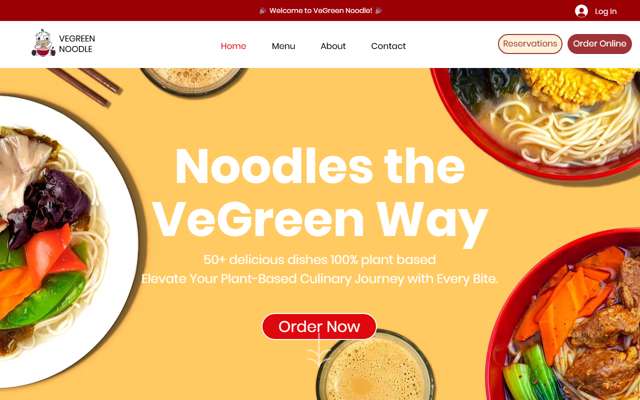 🎉 Welcome to VeGreen Noodle! 🎉
Log In
VEGREEN
NOODLE
Home
Menu
About
Contact
Reservations
Order Online
Noodles the
VeGreen Way
50+ delicious dishes 100% plant based
Elevate Your Plant-Based Culinary Journey with Every Bite.
Order Now